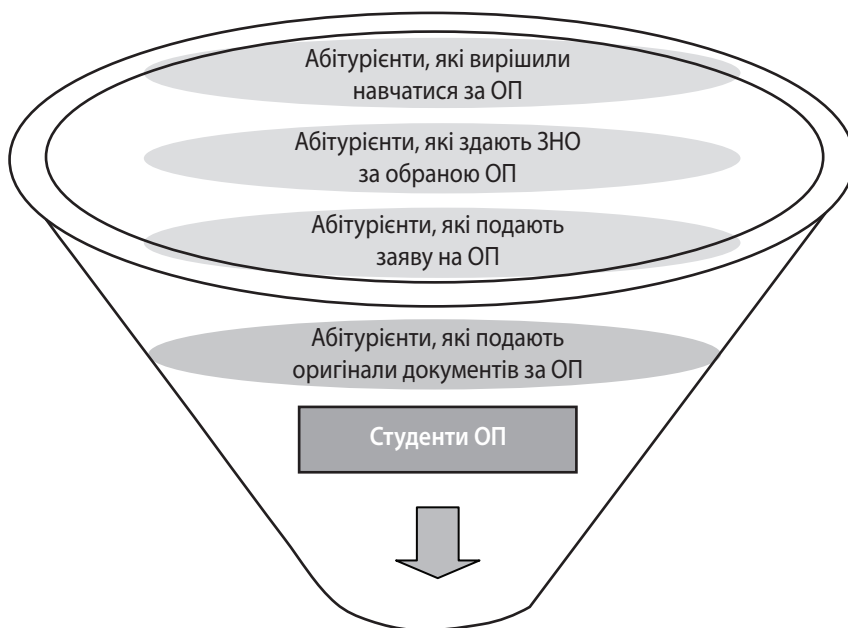 Абітурієнти, які вирішили
навчатися за ОП
Абітурієнти, які здають ЗНО
за обраною ОП
Абітурієнти, які подають
заяву на ОП
Абітурієнти, які подають
оригінали документів за ОП
Студенти ОП